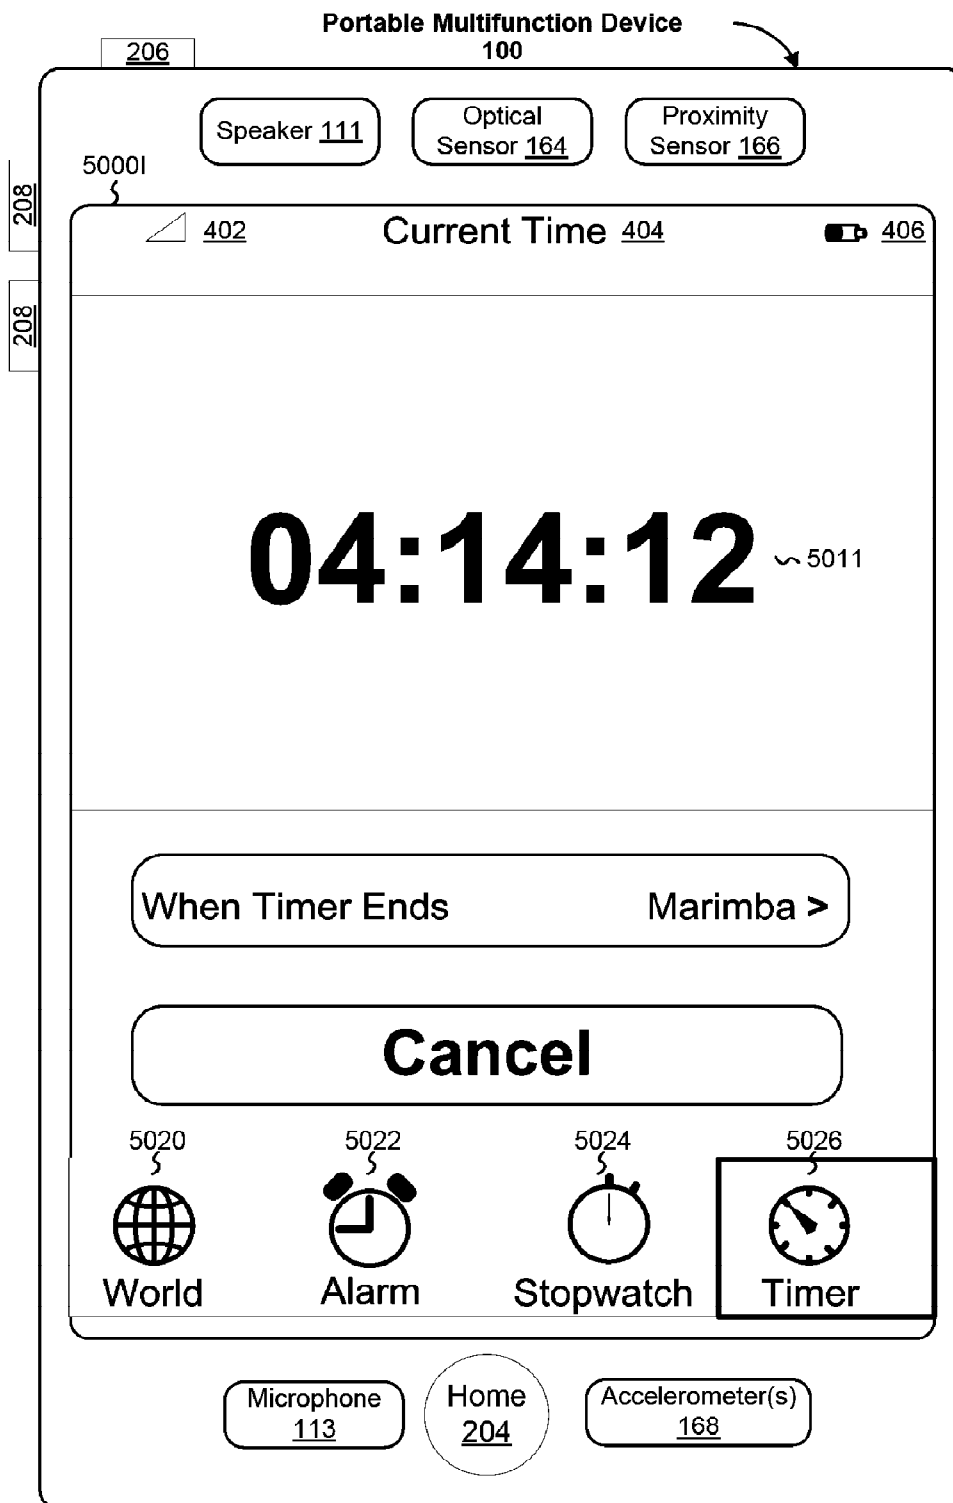 Portable Multifunction Device
100
206
Speaker 111
Optical
Sensor 164
Proximity
Sensor 166
5000I
208
208
402
Current Time 404
406
04:14:12
5011
When Timer Ends Marimba >
Cancel
5020
5022
5024
5026
World
Alarm
Stopwatch
Timer
Microphone
113
Home
204
Accelerometer(s)
168